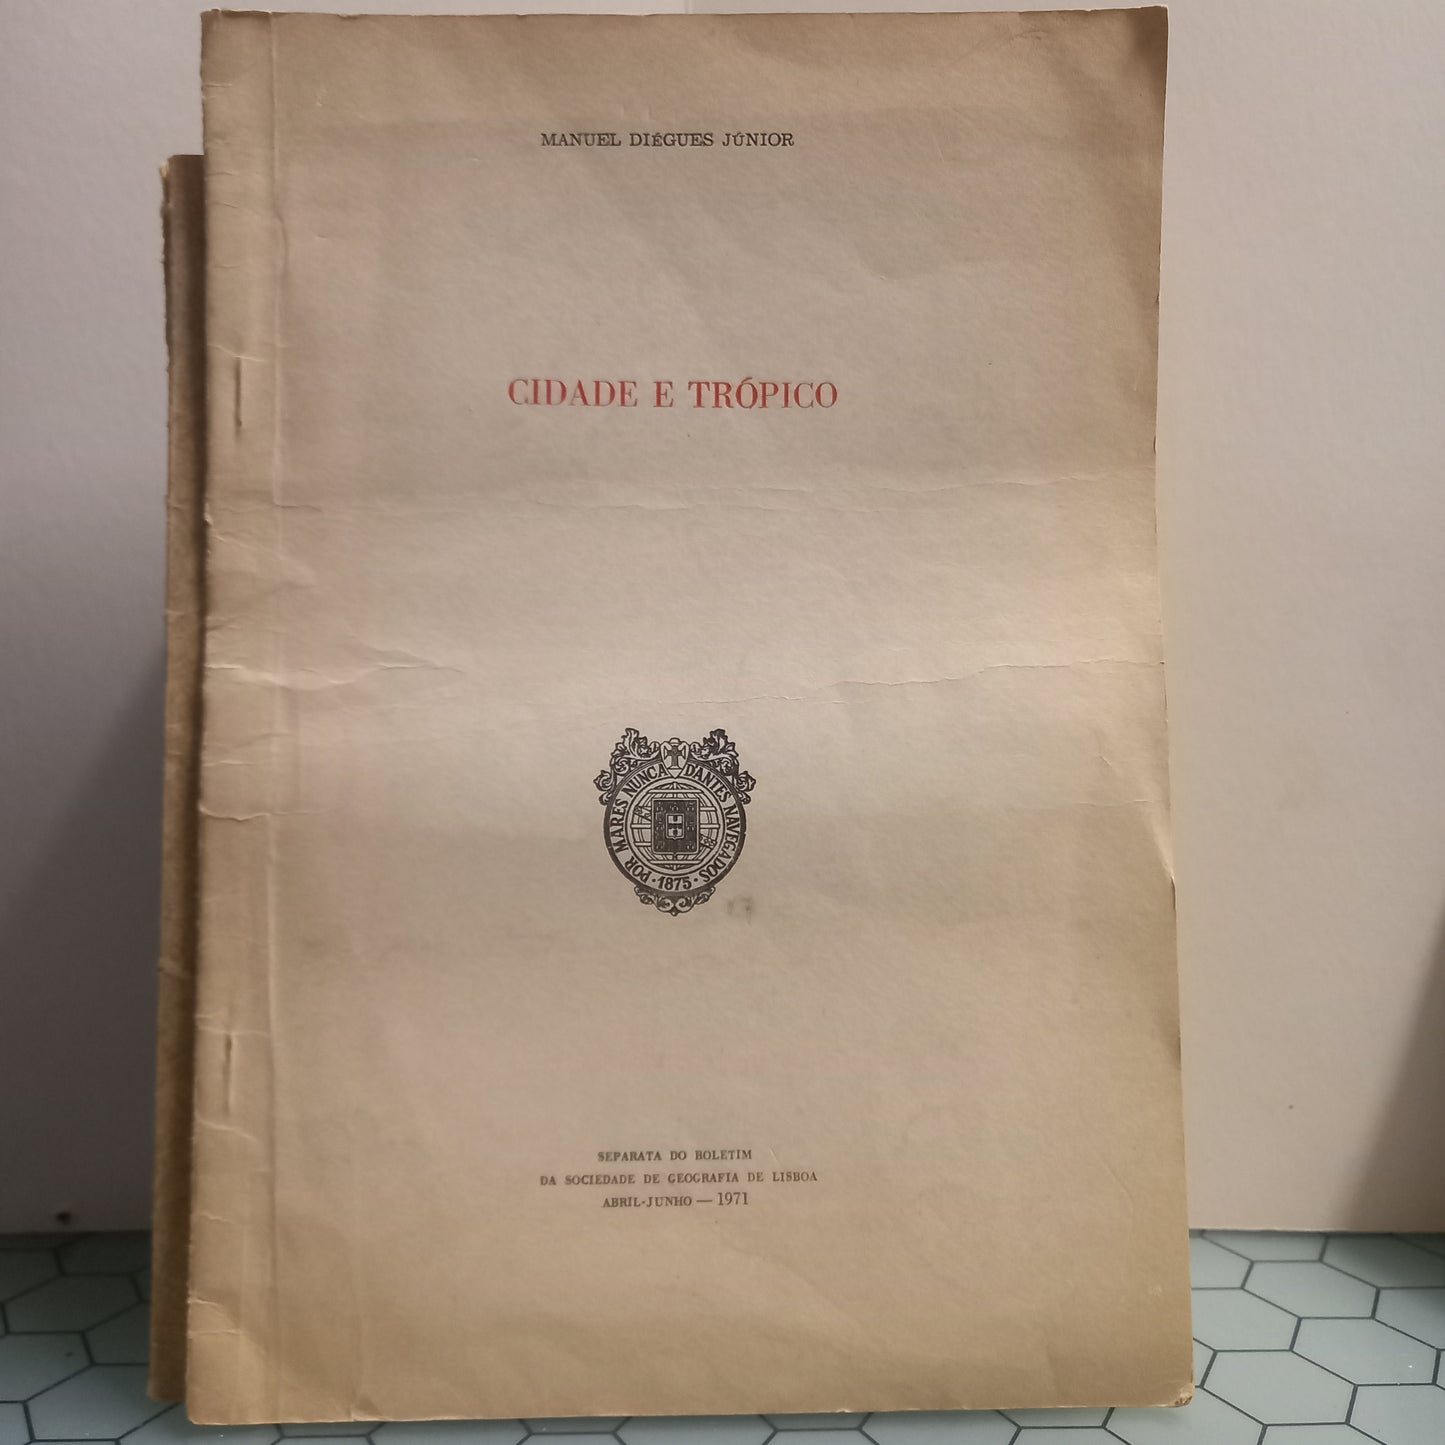 MANUEL DIÉGUES JÚNIOR
CIDADE E TRÓPICO
POR MARES NUNCA D'ANTES NAVEGADOS
·1875·
SEPARATA DO BOLETIM
DA SOCIEDADE DE GEOGRAFIA DE LISBOA
ABRIL-JUNHO — 1971